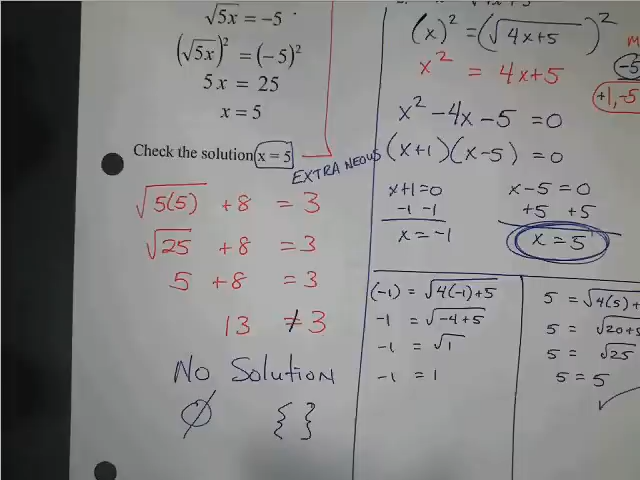 √5x = −5
(√5x)² = (−5)²
5x = 25
x = 5
Check the solution x = 5
EXTRANEOUS
√5(5) + 8 = 3
√25 + 8 = 3
5 + 8 = 3
13 ≠ 3
No Solution
∅ { }
(x)² = (√4x+5)²
x² = 4x+5
-5
+1,-5
x² − 4x − 5 = 0
(x+1)(x−5) = 0
x+1=0 x−5=0
-1 -1 +5 +5
x = −1 x = 5
(-1) = √4(-1)+5
-1 = √-4+5
-1 = √1
-1 = 1
5 = √4(5)+
5 = √20+5
5 = √25
5 = 5 ✓